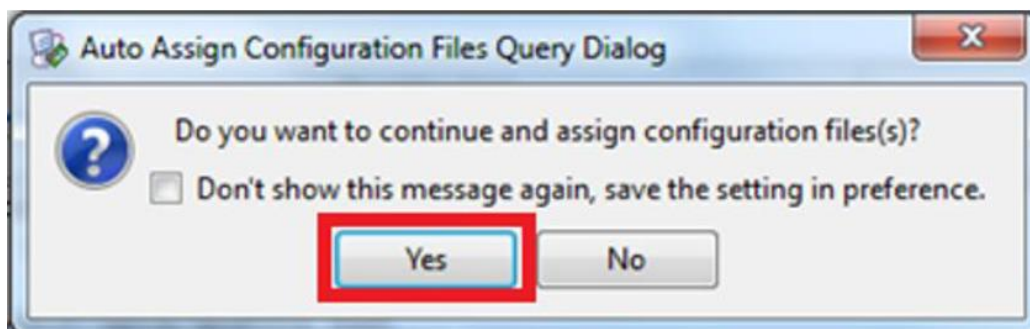 Auto Assign Configuration Files Query Dialog
Do you want to continue and assign configuration files(s)?
Don't show this message again, save the setting in preference.
Yes No